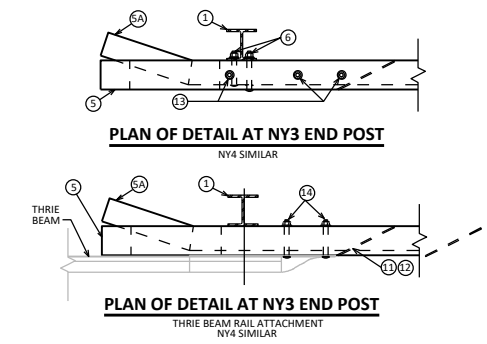 5A
1
6
5
13
PLAN OF DETAIL AT NY3 END POST
NY4 SIMILAR
5
5A
1
14
THRIE
BEAM
11 12
PLAN OF DETAIL AT NY3 END POST
THRIE BEAM RAIL ATTACHMENT
NY4 SIMILAR